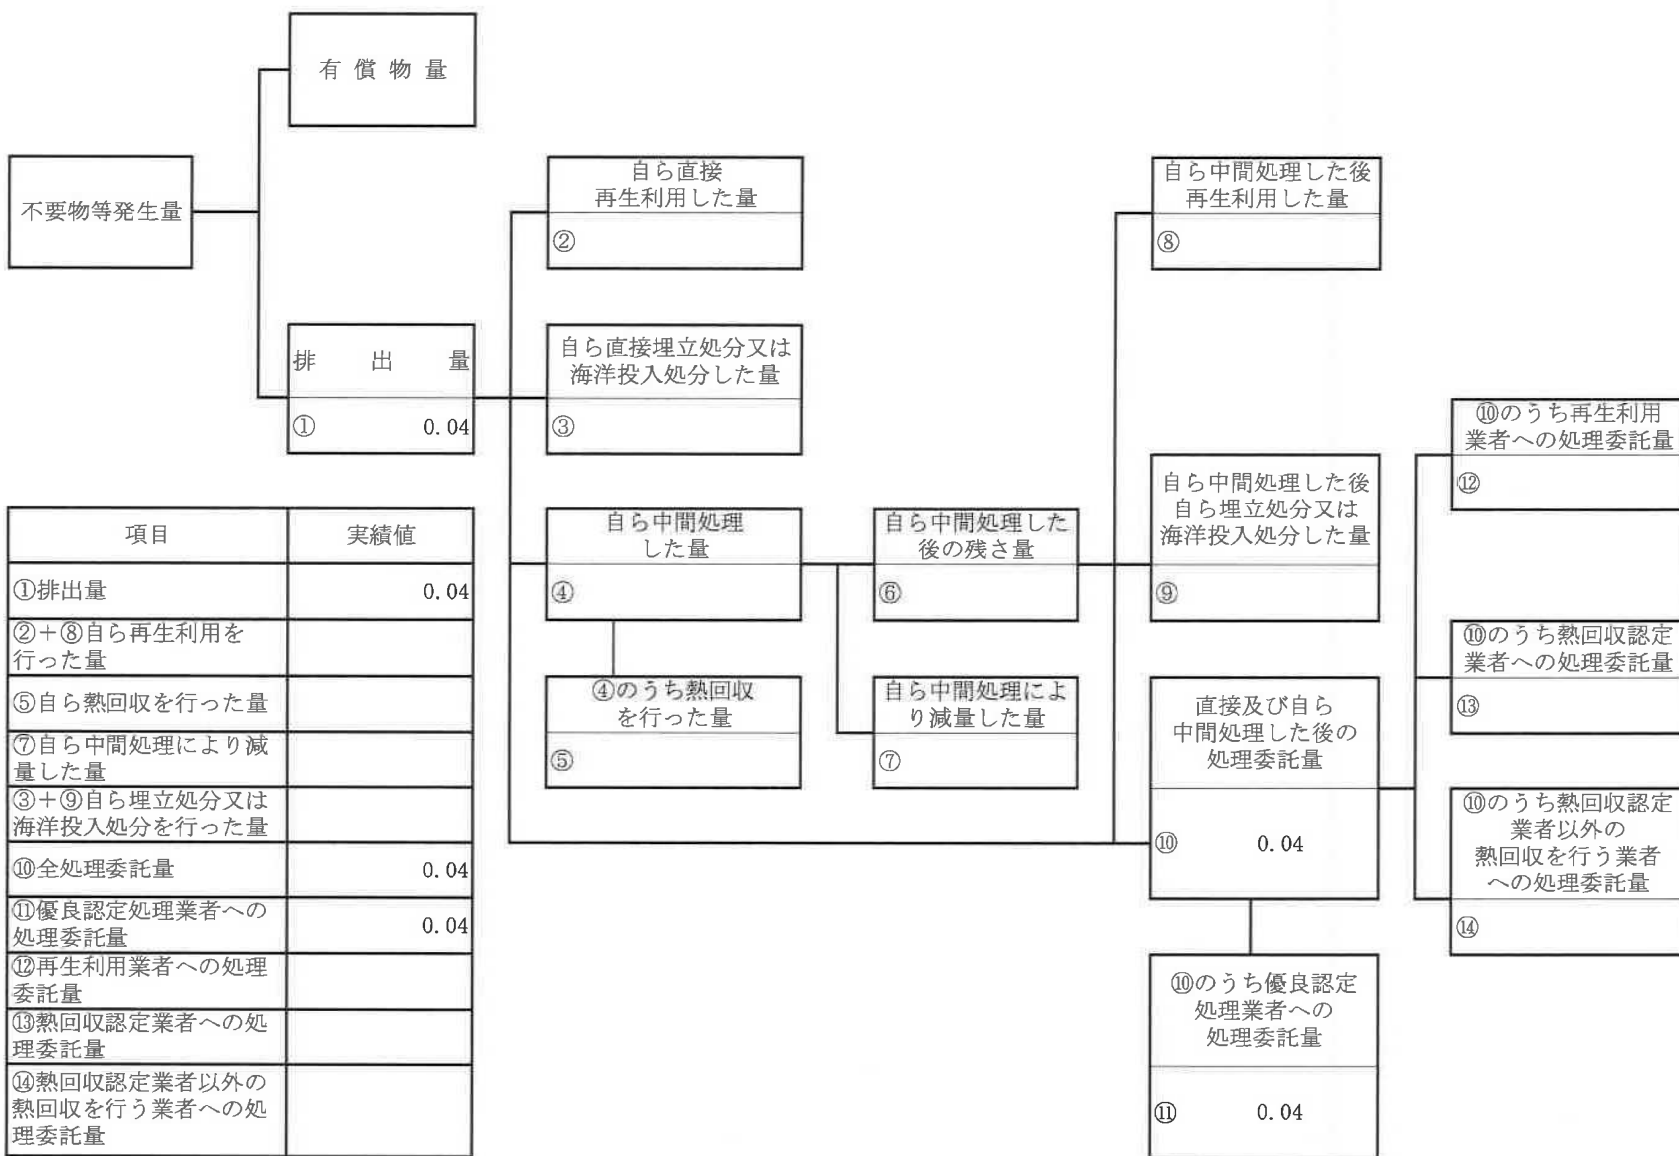 有償物量
不要物等発生量
排出量
① 0.04
自ら直接
再生利用した量
②
自ら直接埋立処分又は
海洋投入処分した量
③
自ら中間処理
した量
④
④のうち熱回収
を行った量
⑤
自ら中間処理した
後の残さ量
⑥
自ら中間処理によ
り減量した量
⑦
自ら中間処理した後
再生利用した量
⑧
自ら中間処理した後
自ら埋立処分又は
海洋投入処分した量
⑨
直接及び自ら
中間処理した後の
処理委託量
⑩ 0.04
⑩のうち優良認定
処理業者への
処理委託量
⑪ 0.04
⑩のうち再生利用
業者への処理委託量
⑫
⑩のうち熱回収認定
業者への処理委託量
⑬
⑩のうち熱回収認定
業者以外の
熱回収を行う業者
への処理委託量
⑭
項目 実績値
①排出量 0.04
②+⑧自ら再生利用を
行った量
⑤自ら熱回収を行った量
⑦自ら中間処理により減
量した量
③+⑨自ら埋立処分又は
海洋投入処分を行った量
⑩全処理委託量 0.04
⑪優良認定処理業者への
処理委託量 0.04
⑫再生利用業者への処理
委託量
⑬熱回収認定業者への処
理委託量
⑭熱回収認定業者以外の
熱回収を行う業者への処
理委託量